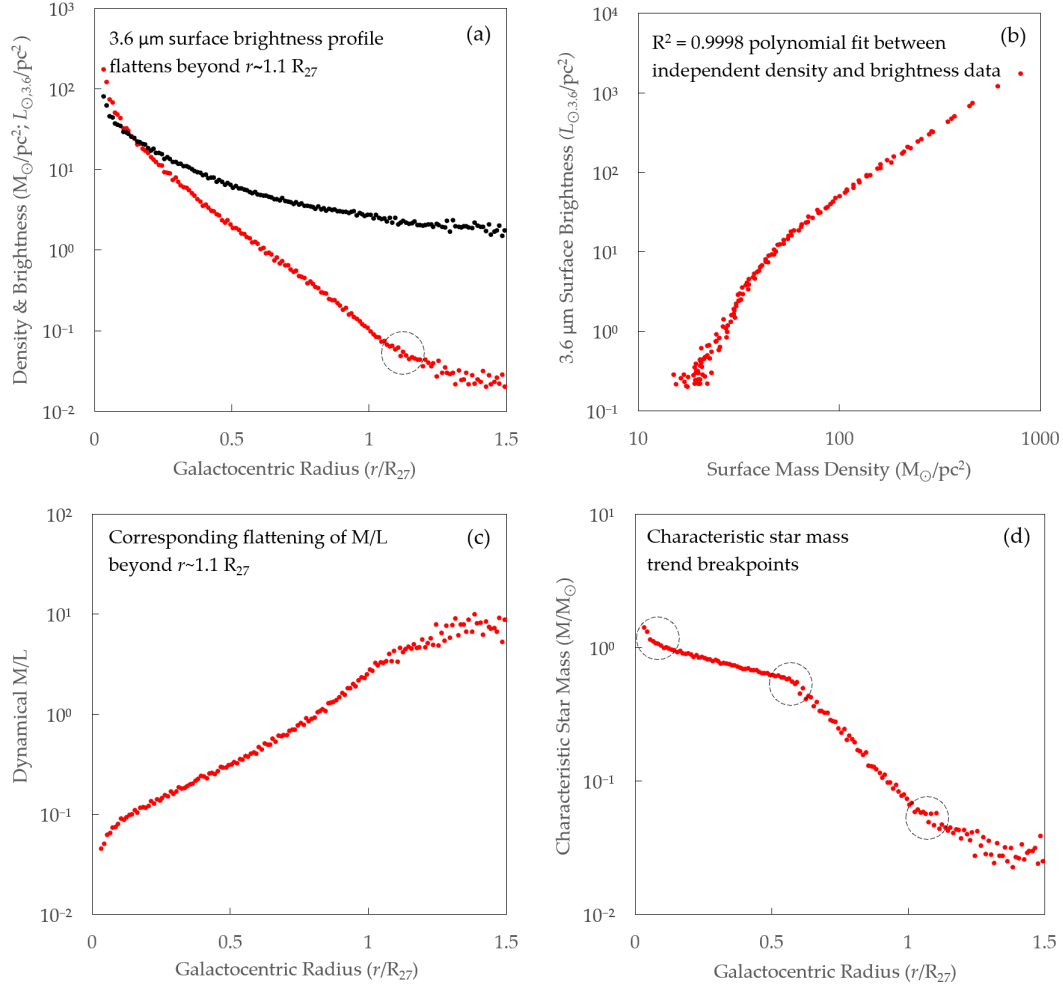 (a)
3.6 μm surface brightness profile
flattens beyond r~1.1 R27
Density & Brightness (M⊙/pc²; L⊙,3.6/pc²)
10³
10²
10¹
10⁰
10⁻¹
10⁻²
0
0.5
1
1.5
Galactocentric Radius (r/R27)
(b)
R² = 0.9998 polynomial fit between
independent density and brightness data
3.6 μm Surface Brightness (L⊙.3.6/pc²)
10⁴
10³
10²
10¹
10⁰
10⁻¹
10
100
1000
Surface Mass Density (M⊙/pc²)
(c)
Corresponding flattening of M/L
beyond r~1.1 R27
Dynamical M/L
10²
10¹
10⁰
10⁻¹
10⁻²
0
0.5
1
1.5
Galactocentric Radius (r/R27)
(d)
Characteristic star mass
trend breakpoints
Characteristic Star Mass (M/M⊙)
10¹
10⁰
10⁻¹
10⁻²
0
0.5
1
1.5
Galactocentric Radius (r/R27)